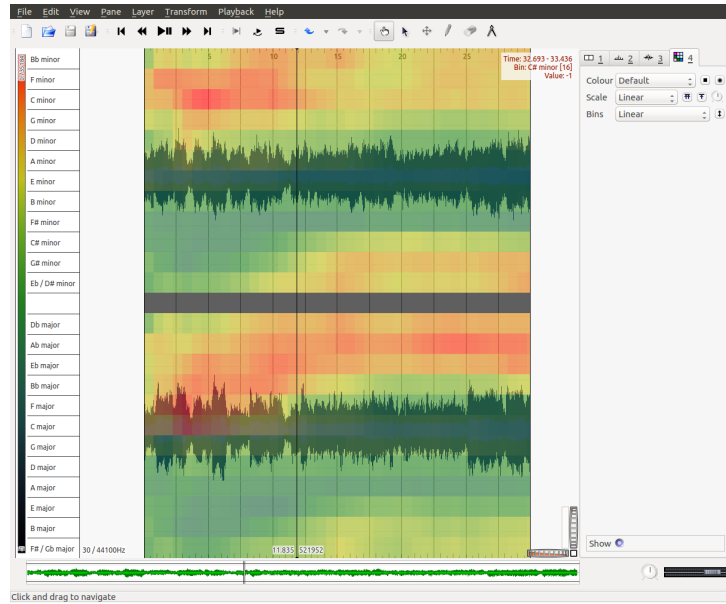 File Edit View Pane Layer Transform Playback Help
5 10 15 20 25
Time: 32.693 - 33.436
Bin: C# minor [16]
Value: -1
Bb minor
F minor
C minor
G minor
D minor
A minor
E minor
B minor
F# minor
C# minor
G# minor
Eb / D# minor
Db major
Ab major
Eb major
Bb major
F major
C major
G major
D major
A major
E major
B major
F# / Gb major
30 / 44100Hz
11.835
521952
1 2 3 4
Colour Default
Scale Linear
Bins Linear
Show
Click and drag to navigate